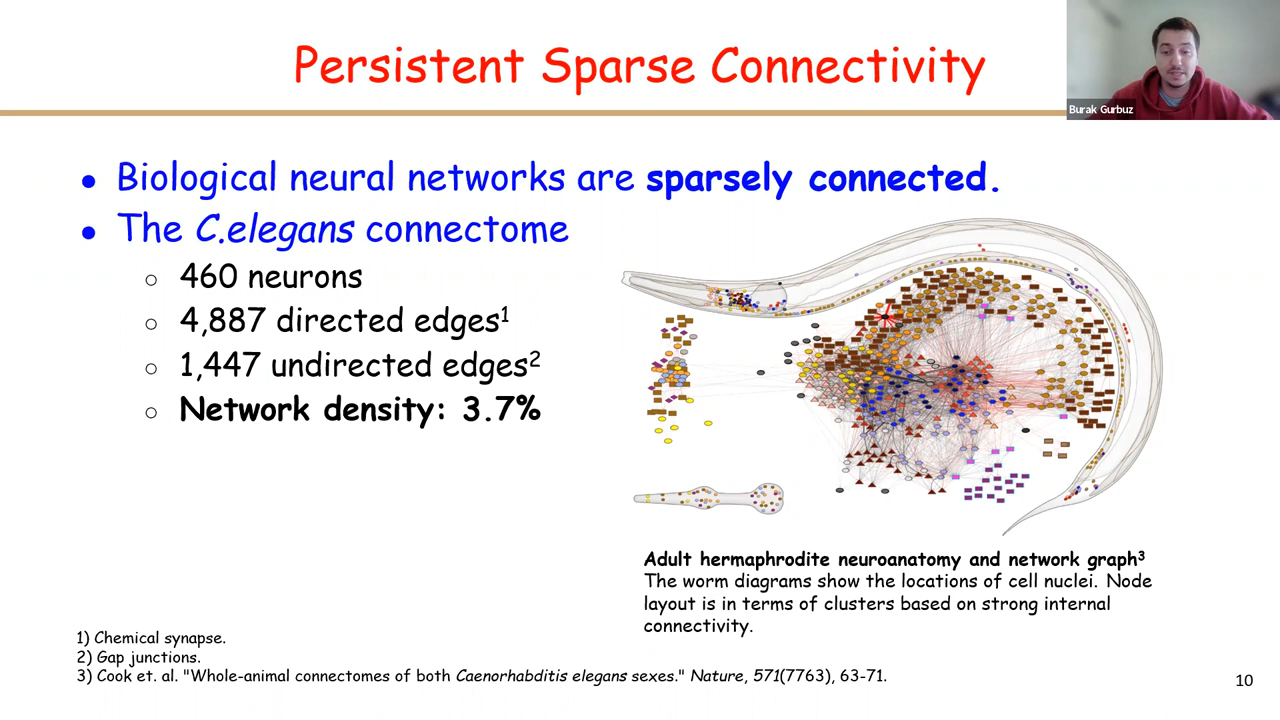 Persistent Sparse Connectivity
Burak Gurbuz
● Biological neural networks are sparsely connected.
● The C.elegans connectome
○ 460 neurons
○ 4,887 directed edges¹
○ 1,447 undirected edges²
○ Network density: 3.7%
Adult hermaphrodite neuroanatomy and network graph³
The worm diagrams show the locations of cell nuclei. Node
layout is in terms of clusters based on strong internal
connectivity.
1) Chemical synapse.
2) Gap junctions.
3) Cook et. al. "Whole-animal connectomes of both Caenorhabditis elegans sexes." Nature, 571(7763), 63-71.
10